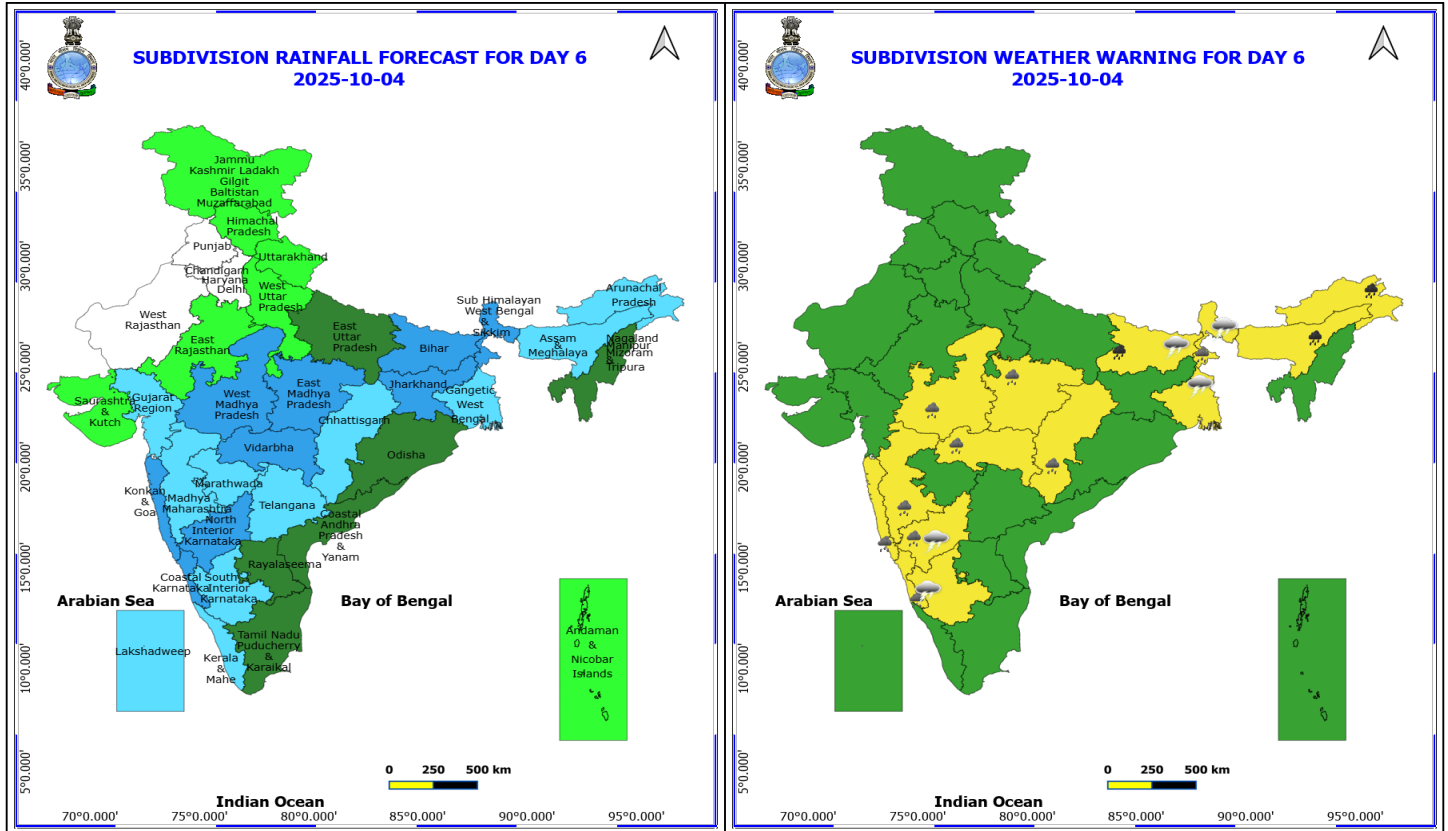 SUBDIVISION RAINFALL FORECAST FOR DAY 6
2025-10-04
40°0.000'
35°0.000'
30°0.000'
25°0.000'
20°0.000'
15°0.000'
10°0.000'
5°0.000'
Jammu
Kashmir Ladakh
Gilgit
Baltistan
Muzaffarabad
Himachal
Pradesh
Punjab
Uttarakhand
Chandigarh
Haryana
Delhi
West
Uttar
Pradesh
West
Rajasthan
East
Rajasthan
East
Uttar
Pradesh
Sub Himalayan
West Bengal
&
Sikkim
Arunachal
Pradesh
Assam
&
Meghalaya
Nagaland
Manipur
Mizoram
&
Tripura
Bihar
Jharkhand
Gangetic
West
Bengal
Saurashtra
&
Kutch
Gujarat
Region
West
Madhya
Pradesh
East
Madhya
Pradesh
Chhattisgarh
Vidarbha
Odisha
Konkan
&
Goa
Marathwada
Madhya
Maharashtra
Telangana
North
Interior
Karnataka
Coastal
Andhra
Pradesh
&
Yanam
Rayalaseema
Coastal
Karnataka
South
Interior
Karnataka
Arabian Sea
Bay of Bengal
Lakshadweep
Tamil Nadu
Puducherry
&
Karaikal
Kerala
&
Mahe
Andaman
&
Nicobar
Islands
0 250 500 km
Indian Ocean
70°0.000' 75°0.000' 80°0.000' 85°0.000' 90°0.000' 95°0.000'
SUBDIVISION WEATHER WARNING FOR DAY 6
2025-10-04
40°0.000'
35°0.000'
30°0.000'
25°0.000'
20°0.000'
15°0.000'
10°0.000'
5°0.000'
Arabian Sea
Bay of Bengal
0 250 500 km
Indian Ocean
70°0.000' 75°0.000' 80°0.000' 85°0.000' 90°0.000' 95°0.000'